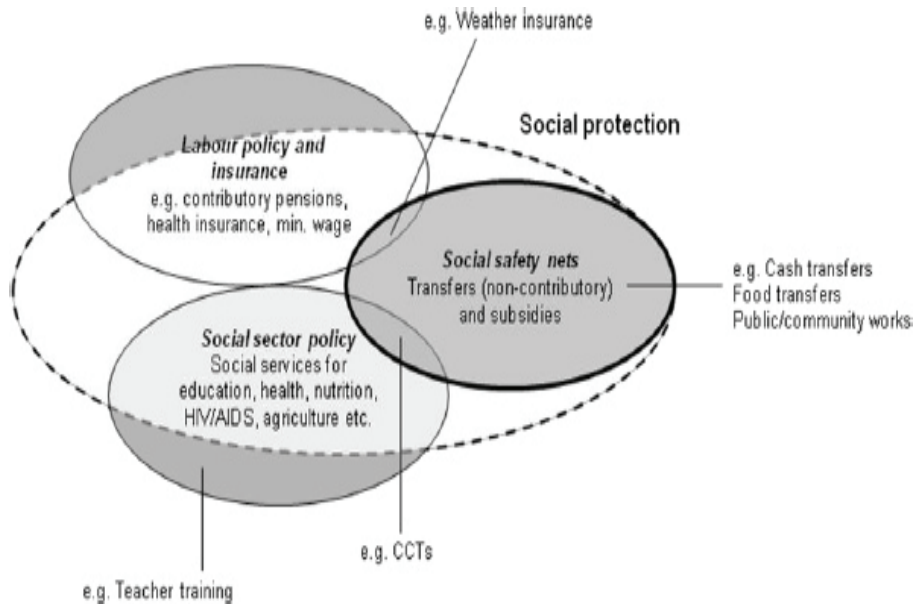 e.g. Weather insurance
Social protection
Labour policy and
insurance
e.g. contributory pensions,
health insurance, min. wage
Social safety nets
Transfers (non-contributory)
and subsidies
e.g. Cash transfers
Food transfers
Public/community works
Social sector policy
Social services for
education, health, nutrition,
HIV/AIDS, agriculture etc.
e.g. CCTs
e.g. Teacher training